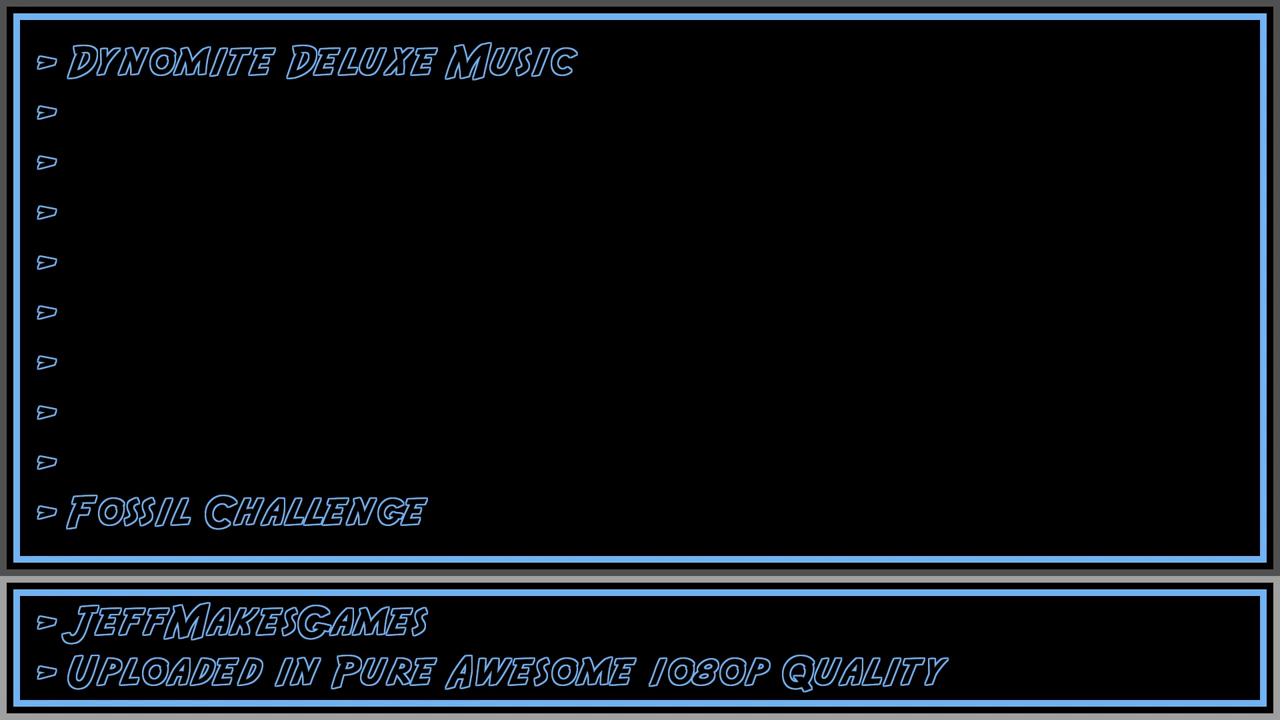 Dynomite Deluxe Music
Fossil Challenge
JeffMakesGames
Uploaded in Pure Awesome 1080p Quality